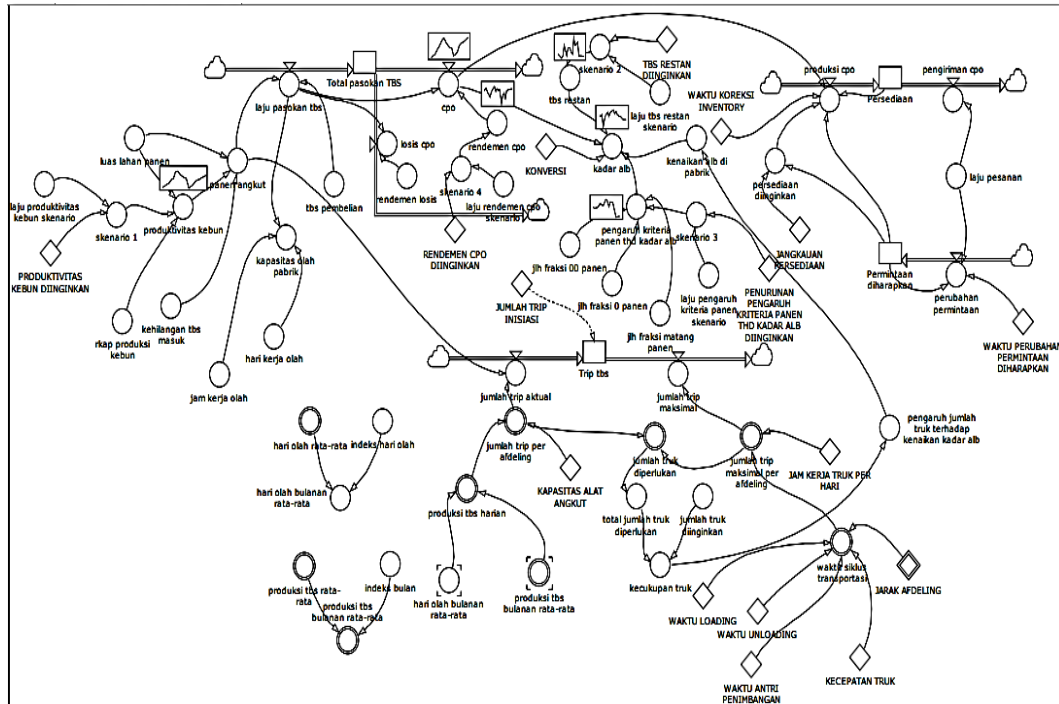 TBS RESTAN
DIINGINKAN
skenario 2
Total pasokan TBS
cpo
tbs restan
laju pasokan tbs
produksi cpo
pengiriman cpo
Persediaan
WAKTU KOREKSI
INVENTORY
laju tbs restan
skenario
rendemen cpo
losis cpo
luas lahan panen
KONVERSI
kadar alb
kenaikan alb di
pabrik
skenario 4
persediaan
diinginkan
laju pesanan
laju produktivitas
kebun skenario
tbs pembelian
rendemen losis
laju rendemen cpo
skenario
skenario 1
produktivitas kebun
pengaruh kriteria
panen thd kadar alb
skenario 3
kapasitas olah
pabrik
RENDEMEN CPO
DIINGINKAN
JANGKAUAN
PERSEDIAAN
Permintaan
diharapkan
PRODUKTIVITAS
KEBUN DIINGINKAN
jlh fraksi 00 panen
perubahan
permintaan
laju pengaruh
kriteria panen
skenario
PENURUNAN
PENGARUH
KRITERIA PANEN
THD KADAR ALB
DIINGINKAN
jlh fraksi 0 panen
JUMLAH TRIP
INISIASI
rkap produksi
kebun
kehilangan tbs
masuk
hari kerja olah
jlh fraksi matang
panen
WAKTU PERUBAHAN
PERMINTAAN
DIHARAPKAN
Trip tbs
jam kerja olah
jumlah trip aktual
jumlah trip
maksimal
pengaruh jumlah
truk terhadap
kenaikan kadar alb
hari olah rata-rata
indeks hari olah
jumlah trip per
afdeling
jumlah truk
diperlukan
jumlah trip
maksimal per
afdeling
JAM KERJA TRUK PER
HARI
KAPASITAS ALAT
ANGKUT
hari olah bulanan
rata-rata
produksi tbs harian
total jumlah truk
diperlukan
jumlah truk
diinginkan
waktu siklus
transportasi
kecukupan truk
JARAK AFDELING
produksi tbs rata-
rata
indeks bulan
hari olah bulanan
rata-rata
produksi tbs
bulanan rata-rata
produksi tbs
bulanan rata-rata
WAKTU LOADING
WAKTU UNLOADING
WAKTU ANTRI
PENIMBANGAN
KECEPATAN TRUK